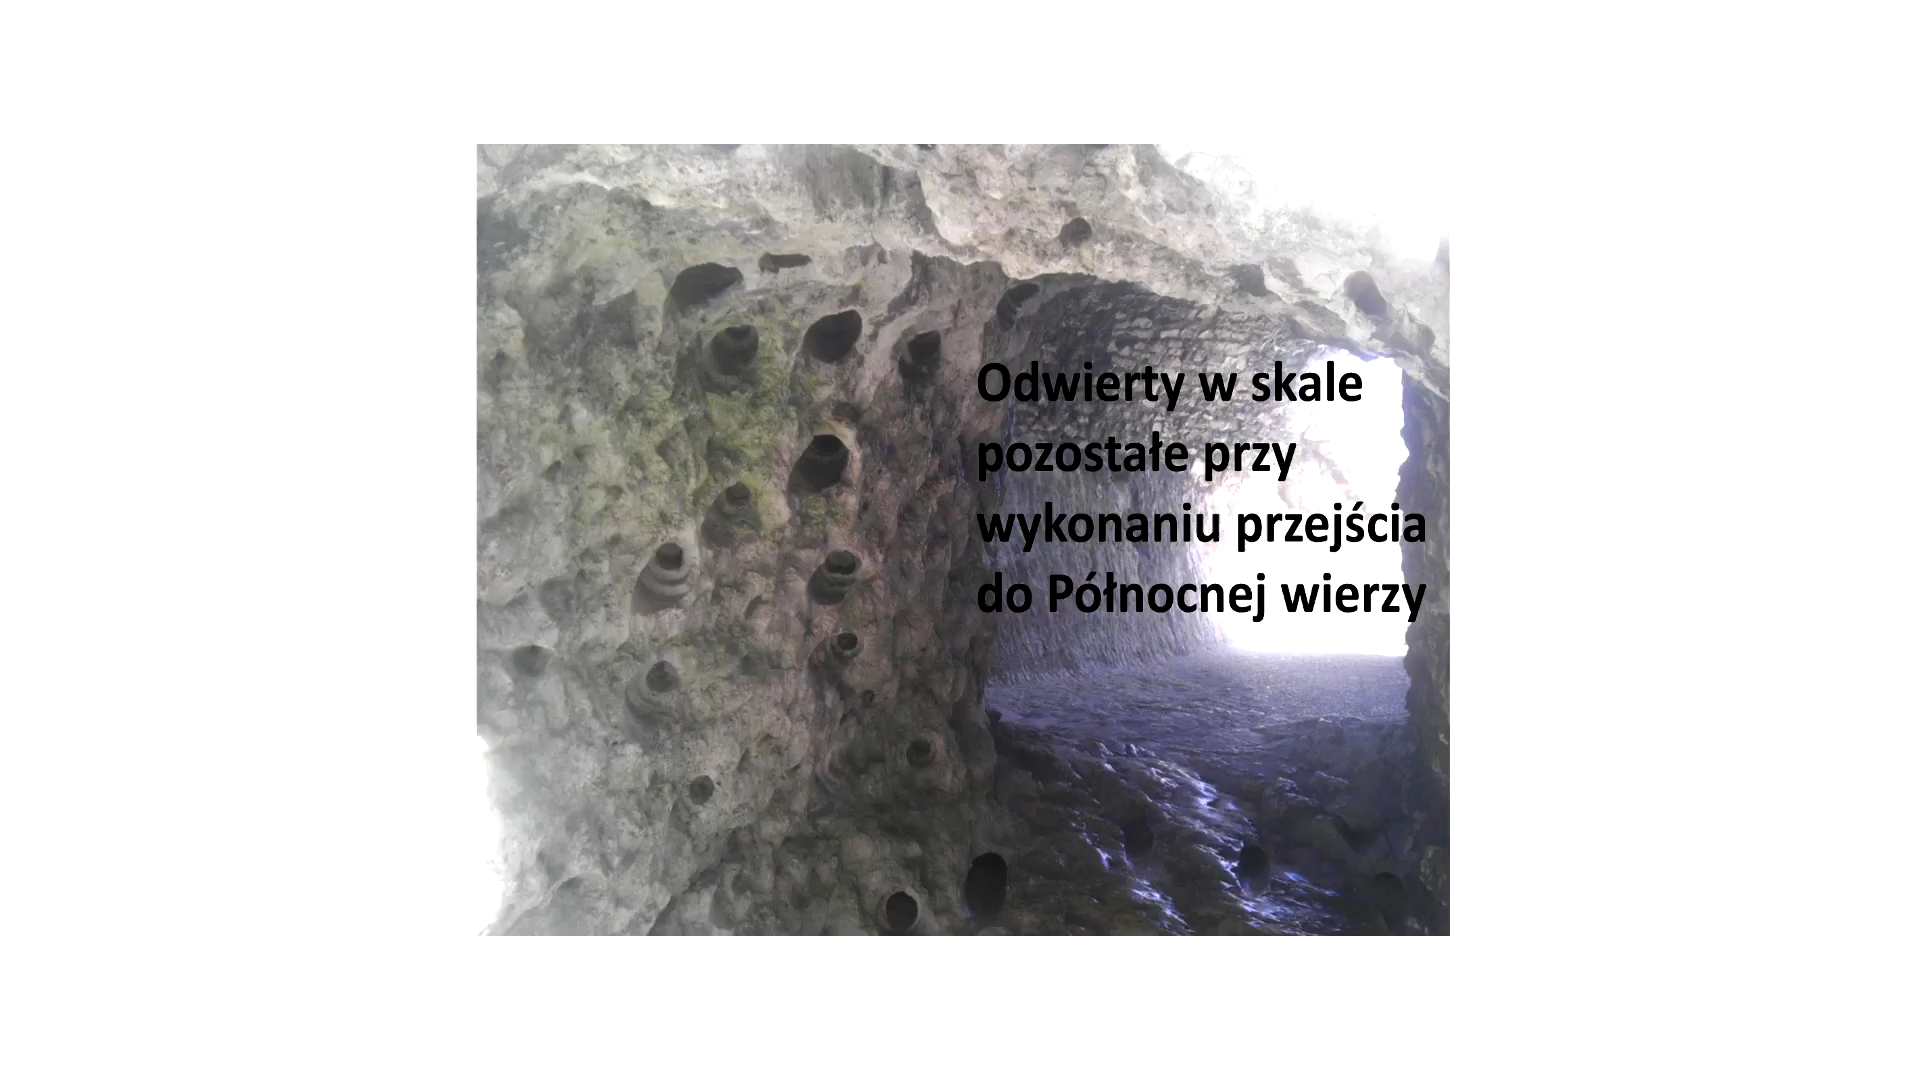 Odwierty w skale
pozostałe przy
wykonaniu przejścia
do Północnej wierzy